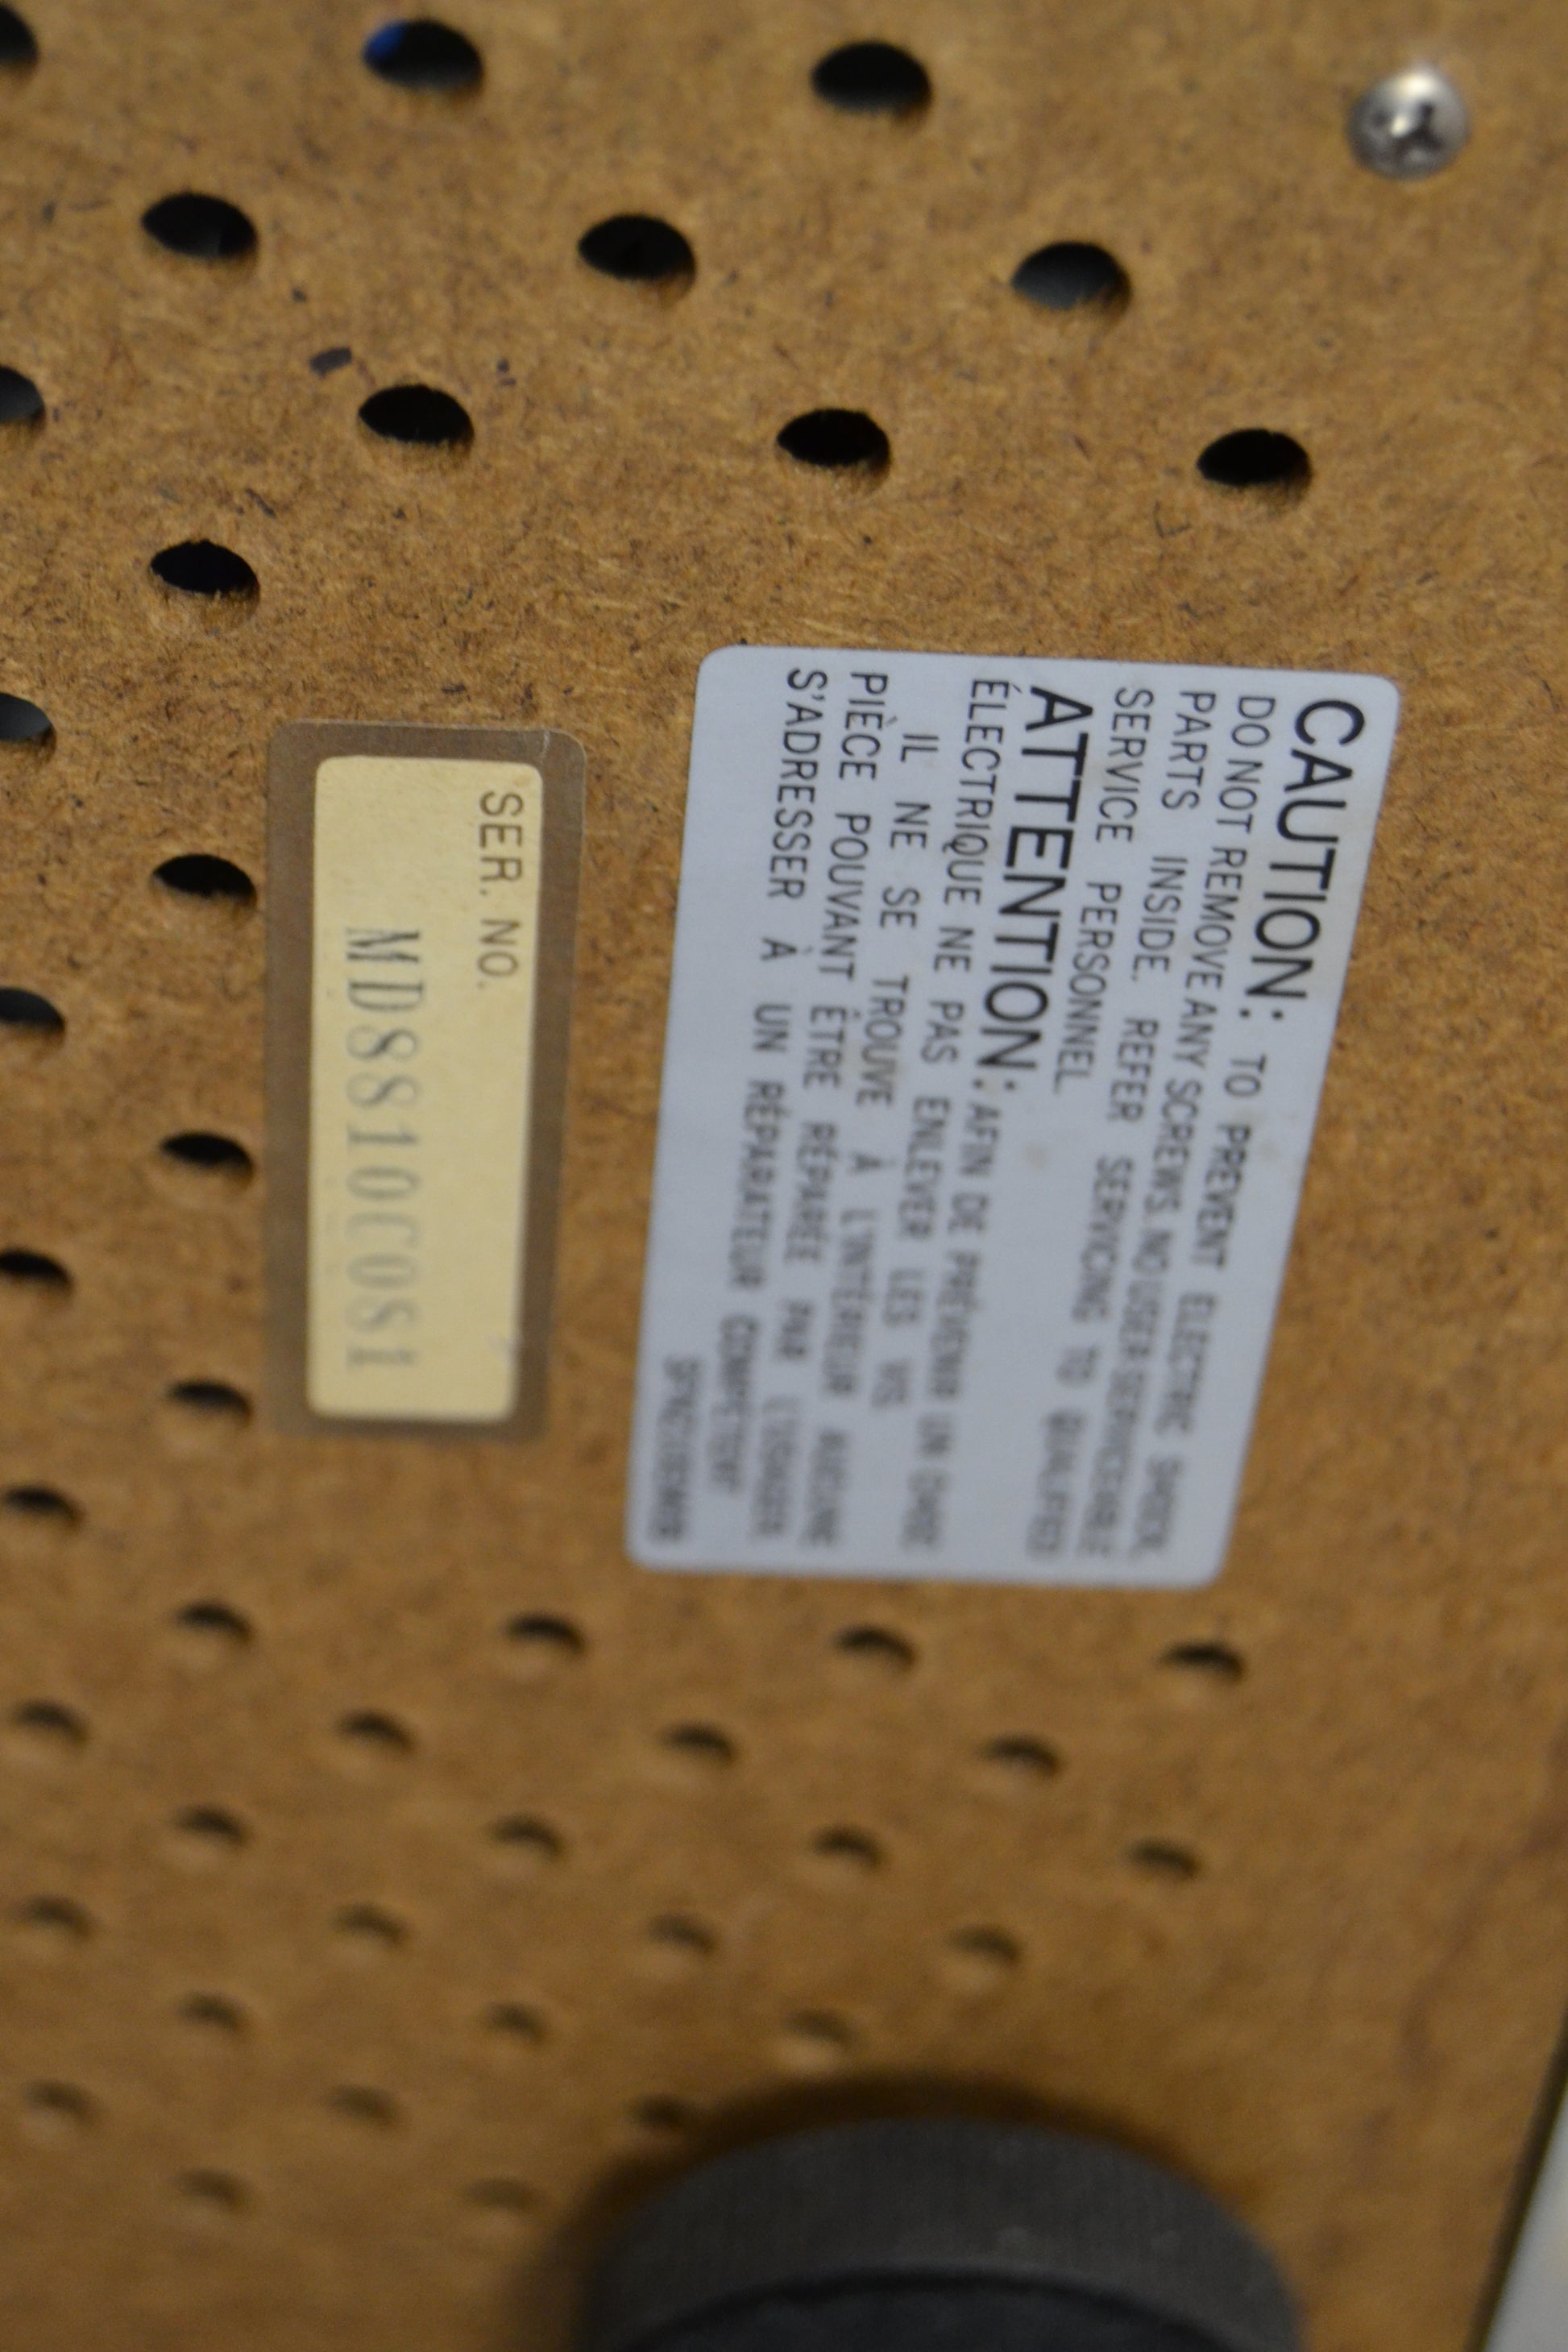 CAUTION: TO PREVENT ELECTRIC SHOCK,
DO NOT REMOVE ANY SCREWS. NO USER-SERVICEABLE
PARTS INSIDE. REFER SERVICING TO QUALIFIED
SERVICE PERSONNEL.
ATTENTION: AFIN DE PRÉVENIR UN CHOC
ÉLECTRIQUE NE PAS ENLEVER LES VIS.
IL NE SE TROUVE À L'INTÉRIEUR AUCUNE
PIÈCE POUVANT ÊTRE RÉPARÉE PAR L'USAGER
S'ADRESSER À UN RÉPARATEUR COMPÉTENT
SER. NO.
MD8810C081